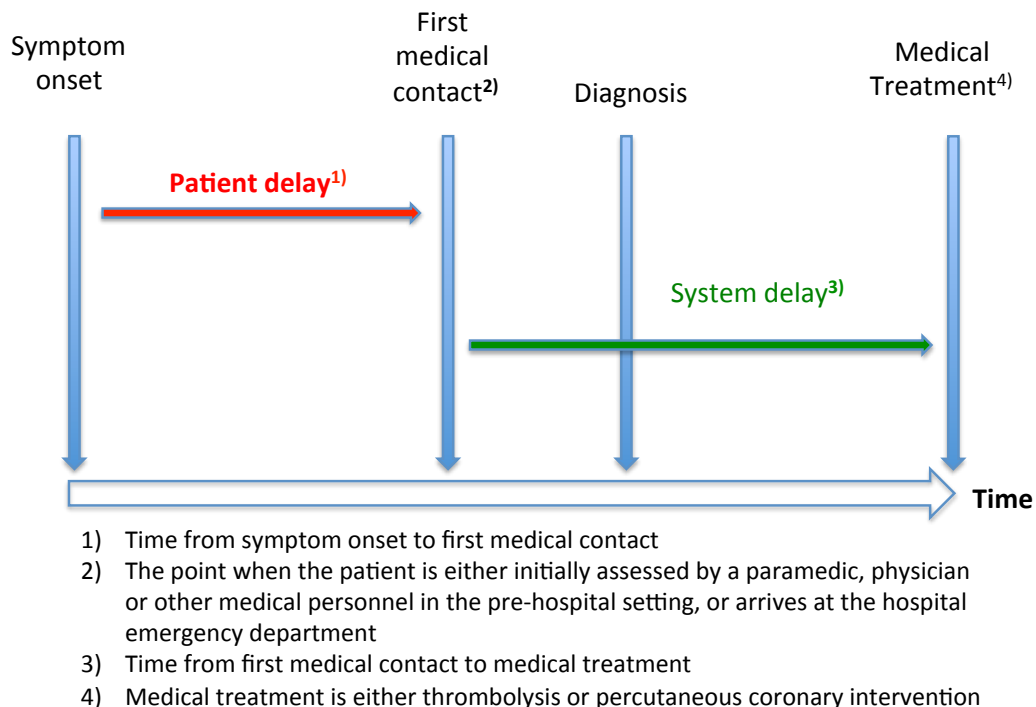 Symptom
onset
First
medical
contact2)
Diagnosis
Medical
Treatment4)
Patient delay1)
System delay3)
Time
1) Time from symptom onset to first medical contact
2) The point when the patient is either initially assessed by a paramedic, physician
or other medical personnel in the pre-hospital setting, or arrives at the hospital
emergency department
3) Time from first medical contact to medical treatment
4) Medical treatment is either thrombolysis or percutaneous coronary intervention